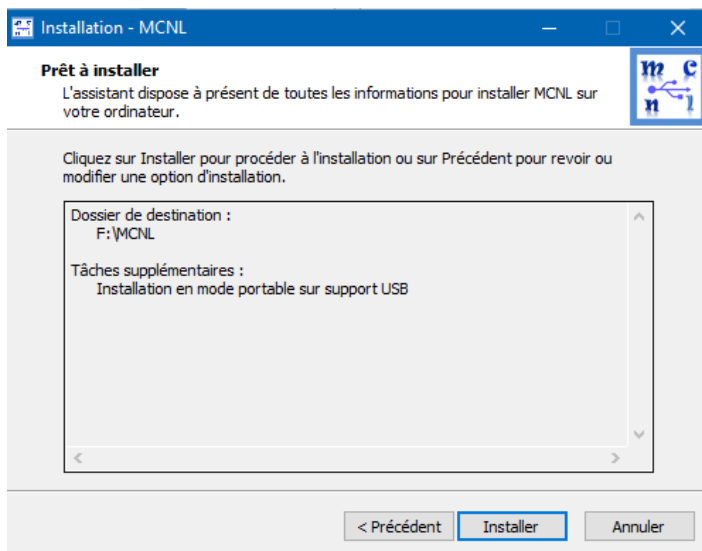 Installation - MCNL
Prêt à installer
L'assistant dispose à présent de toutes les informations pour installer MCNL sur
votre ordinateur.
m c
n l
Cliquez sur Installer pour procéder à l'installation ou sur Précédent pour revoir ou
modifier une option d'installation.
Dossier de destination :
F:\MCNL
Tâches supplémentaires :
Installation en mode portable sur support USB
< Précédent
Installer
Annuler